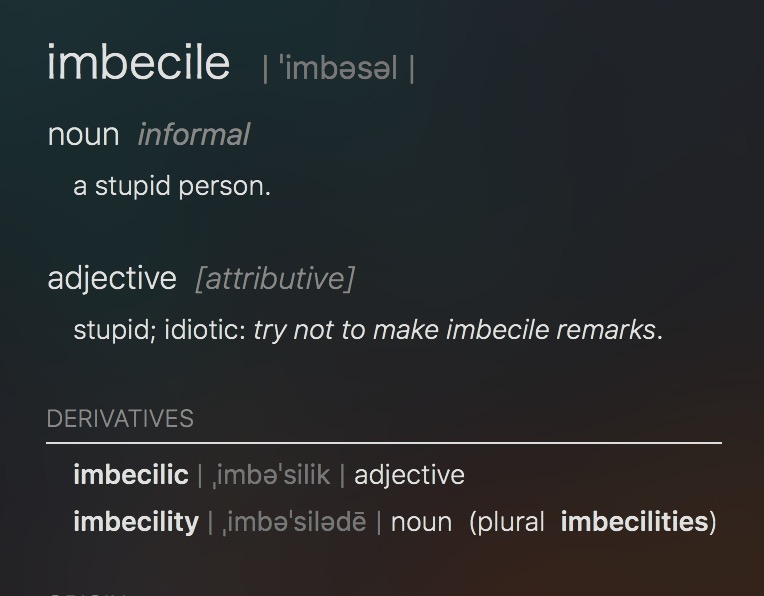 imbecile | ˈimbəsəl |
noun informal
a stupid person.
adjective [attributive]
stupid; idiotic: try not to make imbecile remarks.
DERIVATIVES
imbecilic | ˌimbəˈsilik | adjective
imbecility | ˌimbəˈsilədē | noun (plural imbecilities)